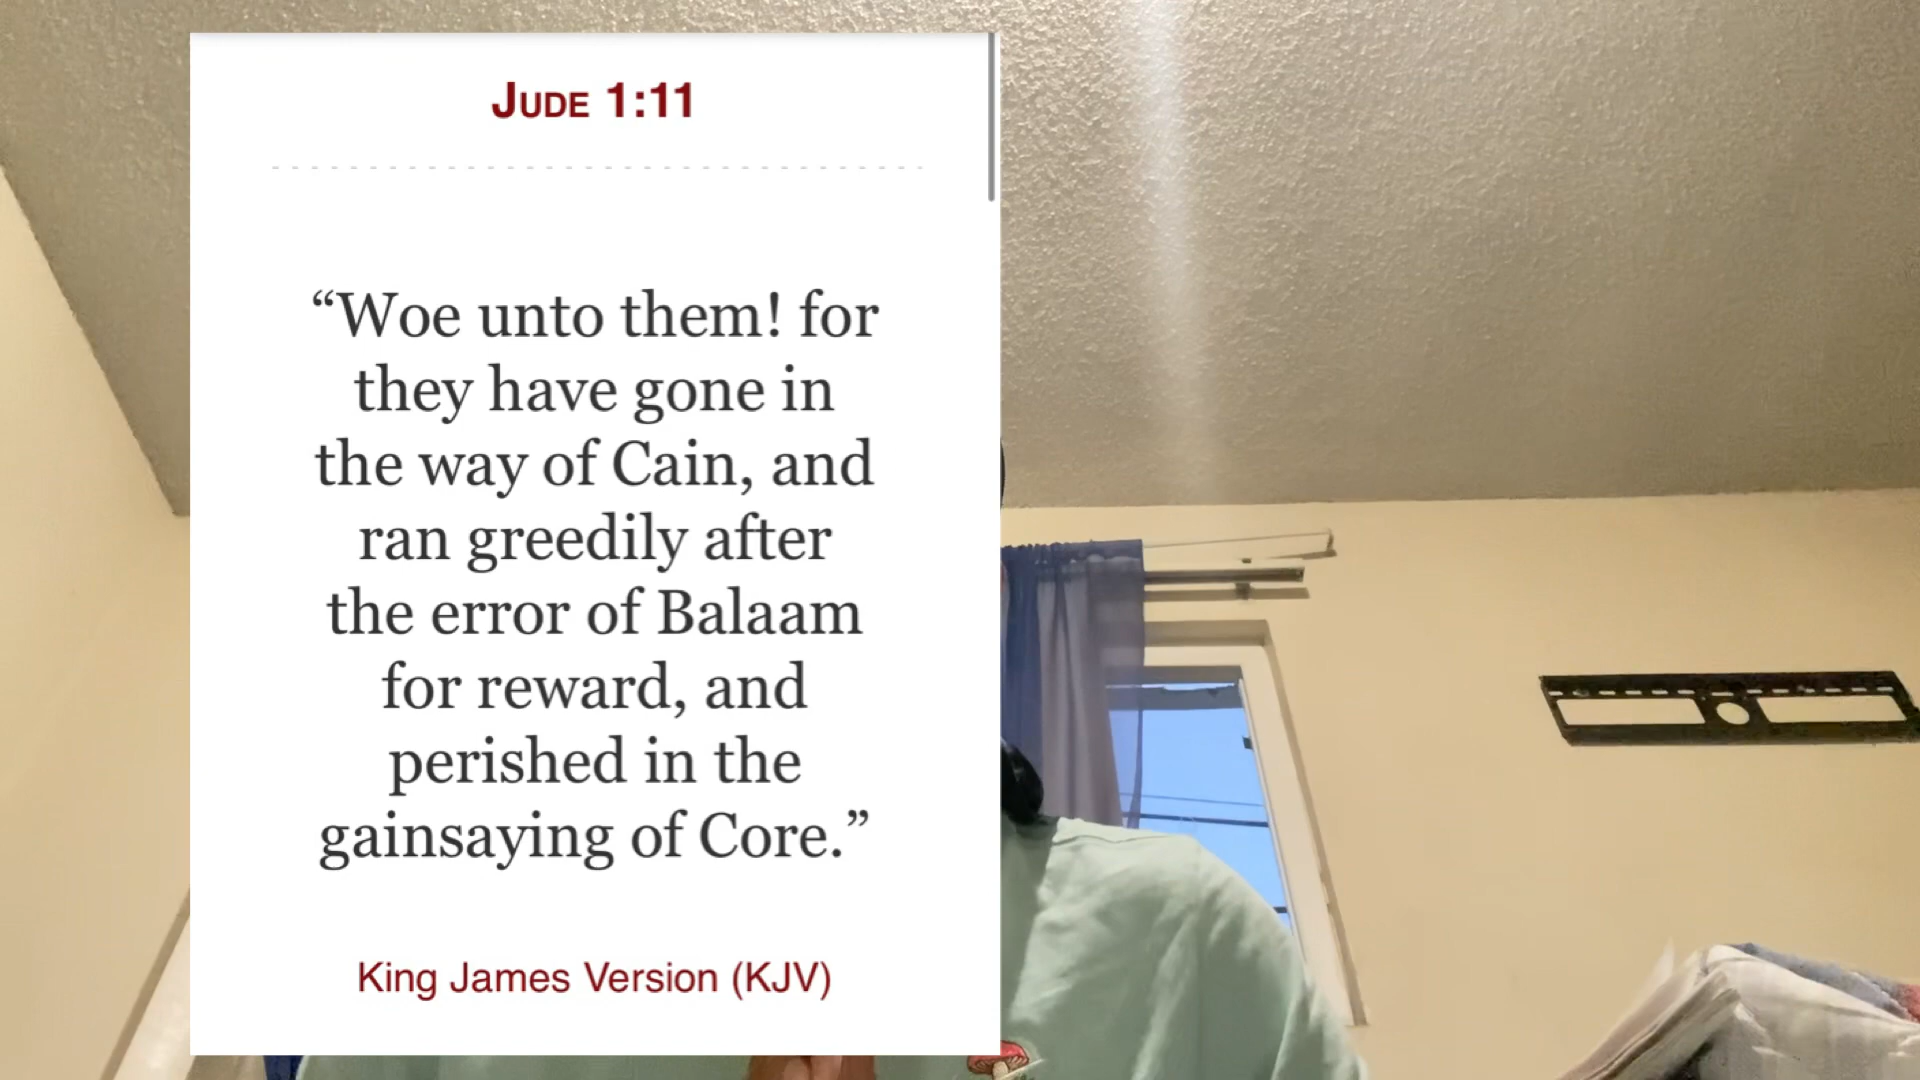 JUDE 1:11
“Woe unto them! for
they have gone in
the way of Cain, and
ran greedily after
the error of Balaam
for reward, and
perished in the
gainsaying of Core.”
King James Version (KJV)